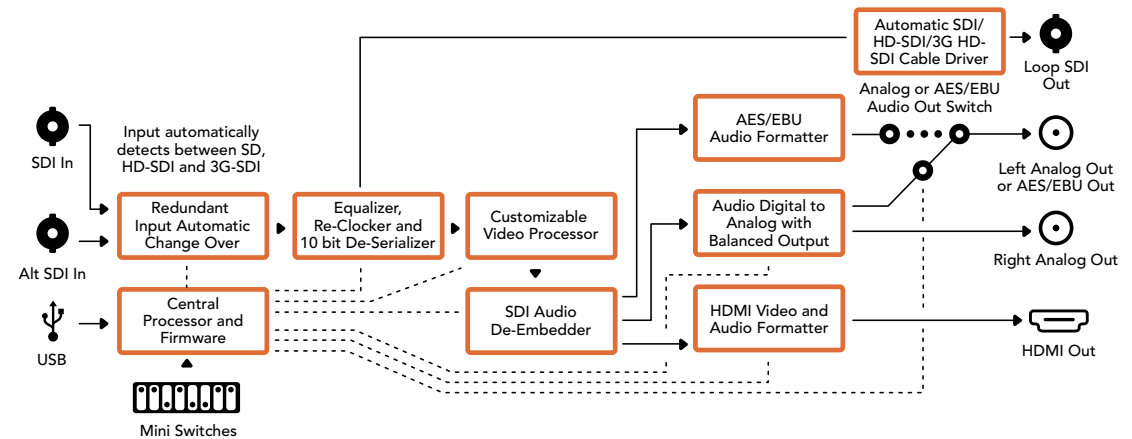 Automatic SDI/
HD-SDI/3G HD-
SDI Cable Driver
Loop SDI
Out
Analog or AES/EBU
Audio Out Switch
SDI In
Input automatically
detects between SD,
HD-SDI and 3G-SDI
AES/EBU
Audio Formatter
Left Analog Out
or AES/EBU Out
Alt SDI In
Redundant
Input Automatic
Change Over
Equalizer,
Re-Clocker and
10 bit De-Serializer
Customizable
Video Processor
Audio Digital to
Analog with
Balanced Output
Right Analog Out
USB
Central
Processor and
Firmware
SDI Audio
De-Embedder
HDMI Video and
Audio Formatter
HDMI Out
Mini Switches